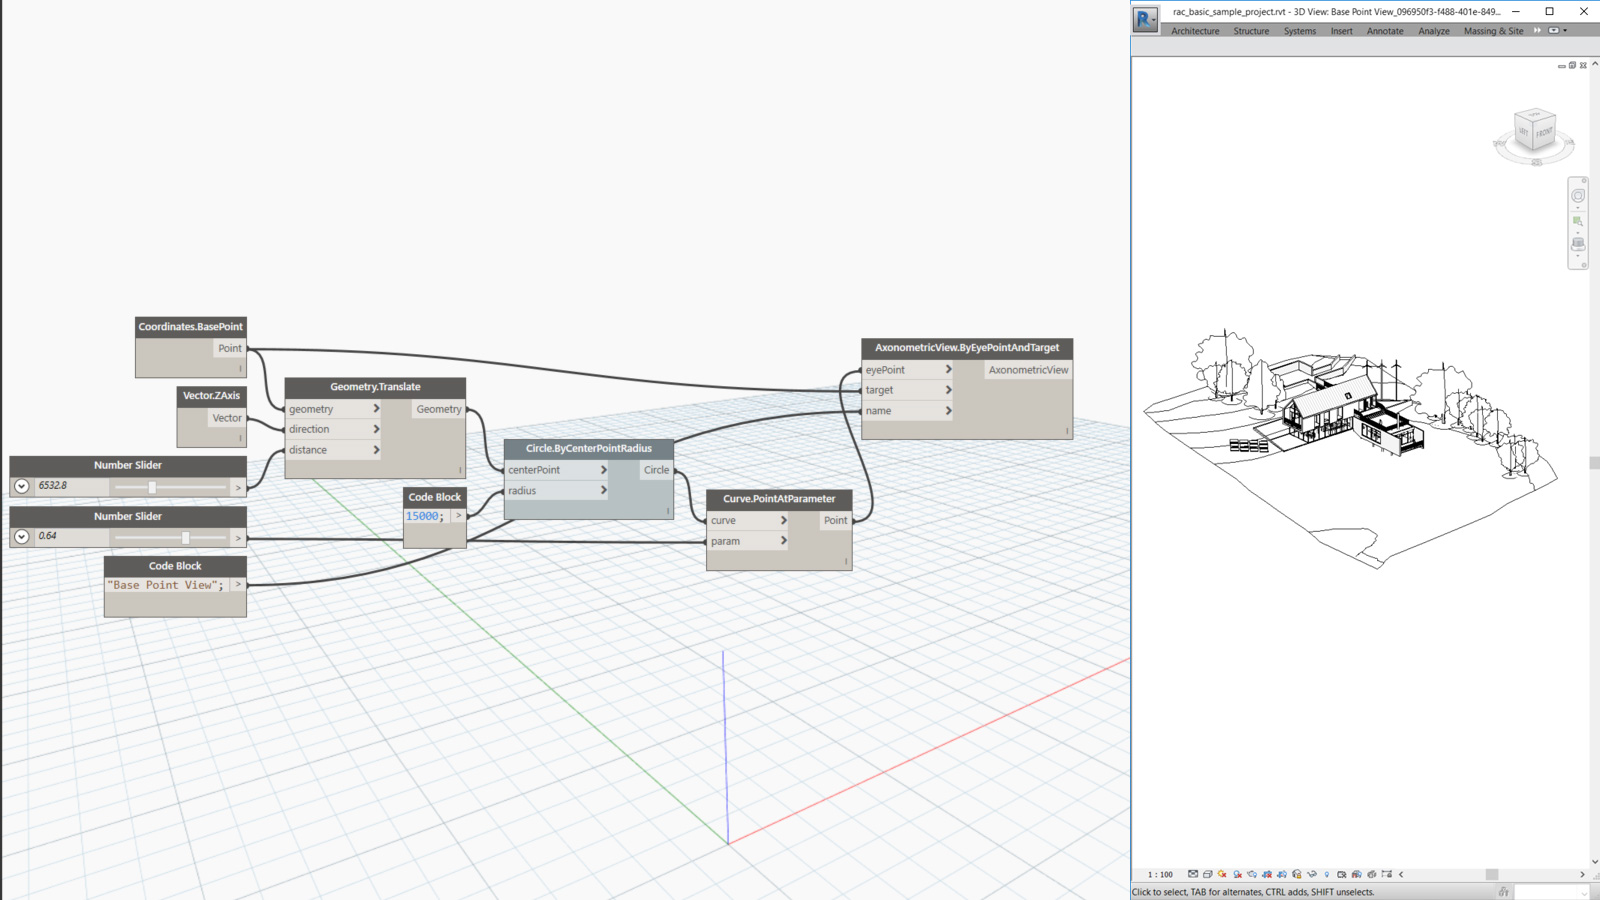 rac_basic_sample_project.rvt - 3D View: Base Point View_096950f3-f488-401e-849...
Architecture Structure Systems Insert Annotate Analyze Massing & Site
FRONT
Coordinates.BasePoint
Point
Vector.ZAxis
Vector
Number Slider
6532.8
>
Number Slider
0.64
>
Code Block
"Base Point View"; >
Geometry.Translate
geometry > Geometry
direction >
distance >
Code Block
15000; >
Circle.ByCenterPointRadius
centerPoint > Circle
radius >
Curve.PointAtParameter
curve > Point
param >
AxonometricView.ByEyePointAndTarget
eyePoint > AxonometricView
target >
name >
1 : 100
Click to select, TAB for alternates, CTRL adds, SHIFT unselects.